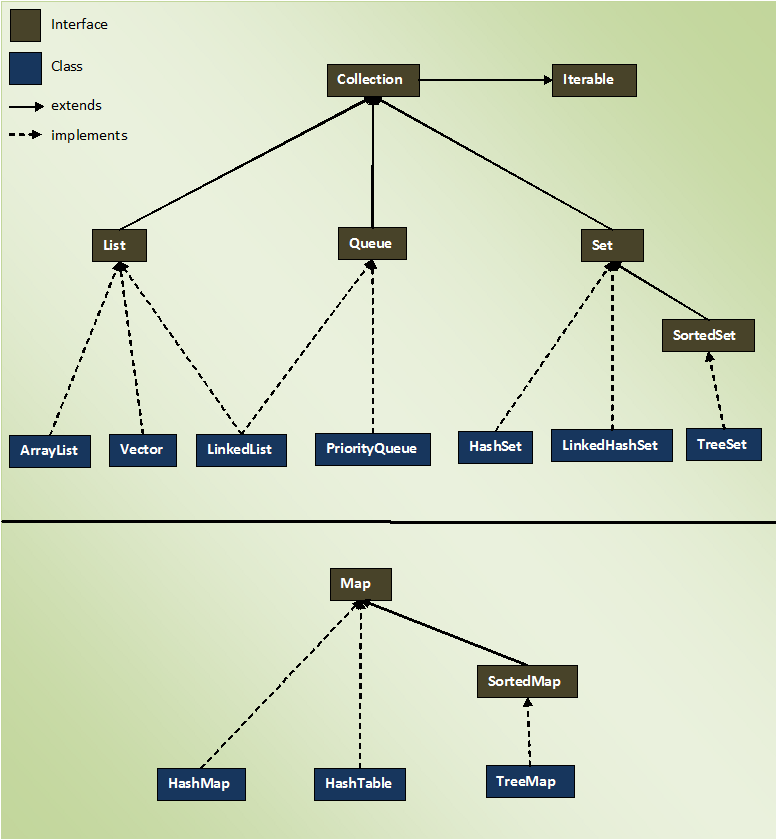 Interface
Class
extends
implements
Collection
Iterable
List
Queue
Set
SortedSet
ArrayList
Vector
LinkedList
PriorityQueue
HashSet
LinkedHashSet
TreeSet
Map
SortedMap
HashMap
HashTable
TreeMap